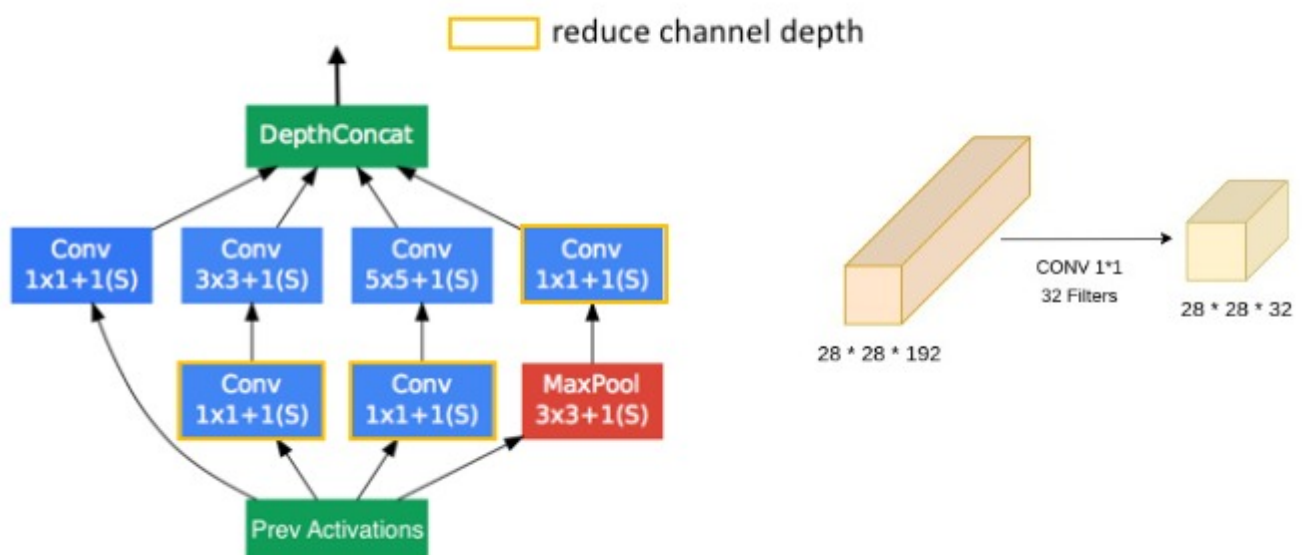 reduce channel depth
DepthConcat
Conv
1x1+1(S)
Conv
3x3+1(S)
Conv
5x5+1(S)
Conv
1x1+1(S)
Conv
1x1+1(S)
Conv
1x1+1(S)
MaxPool
3x3+1(S)
Prev Activations
CONV 1*1
32 Filters
28 * 28 * 192
28 * 28 * 32